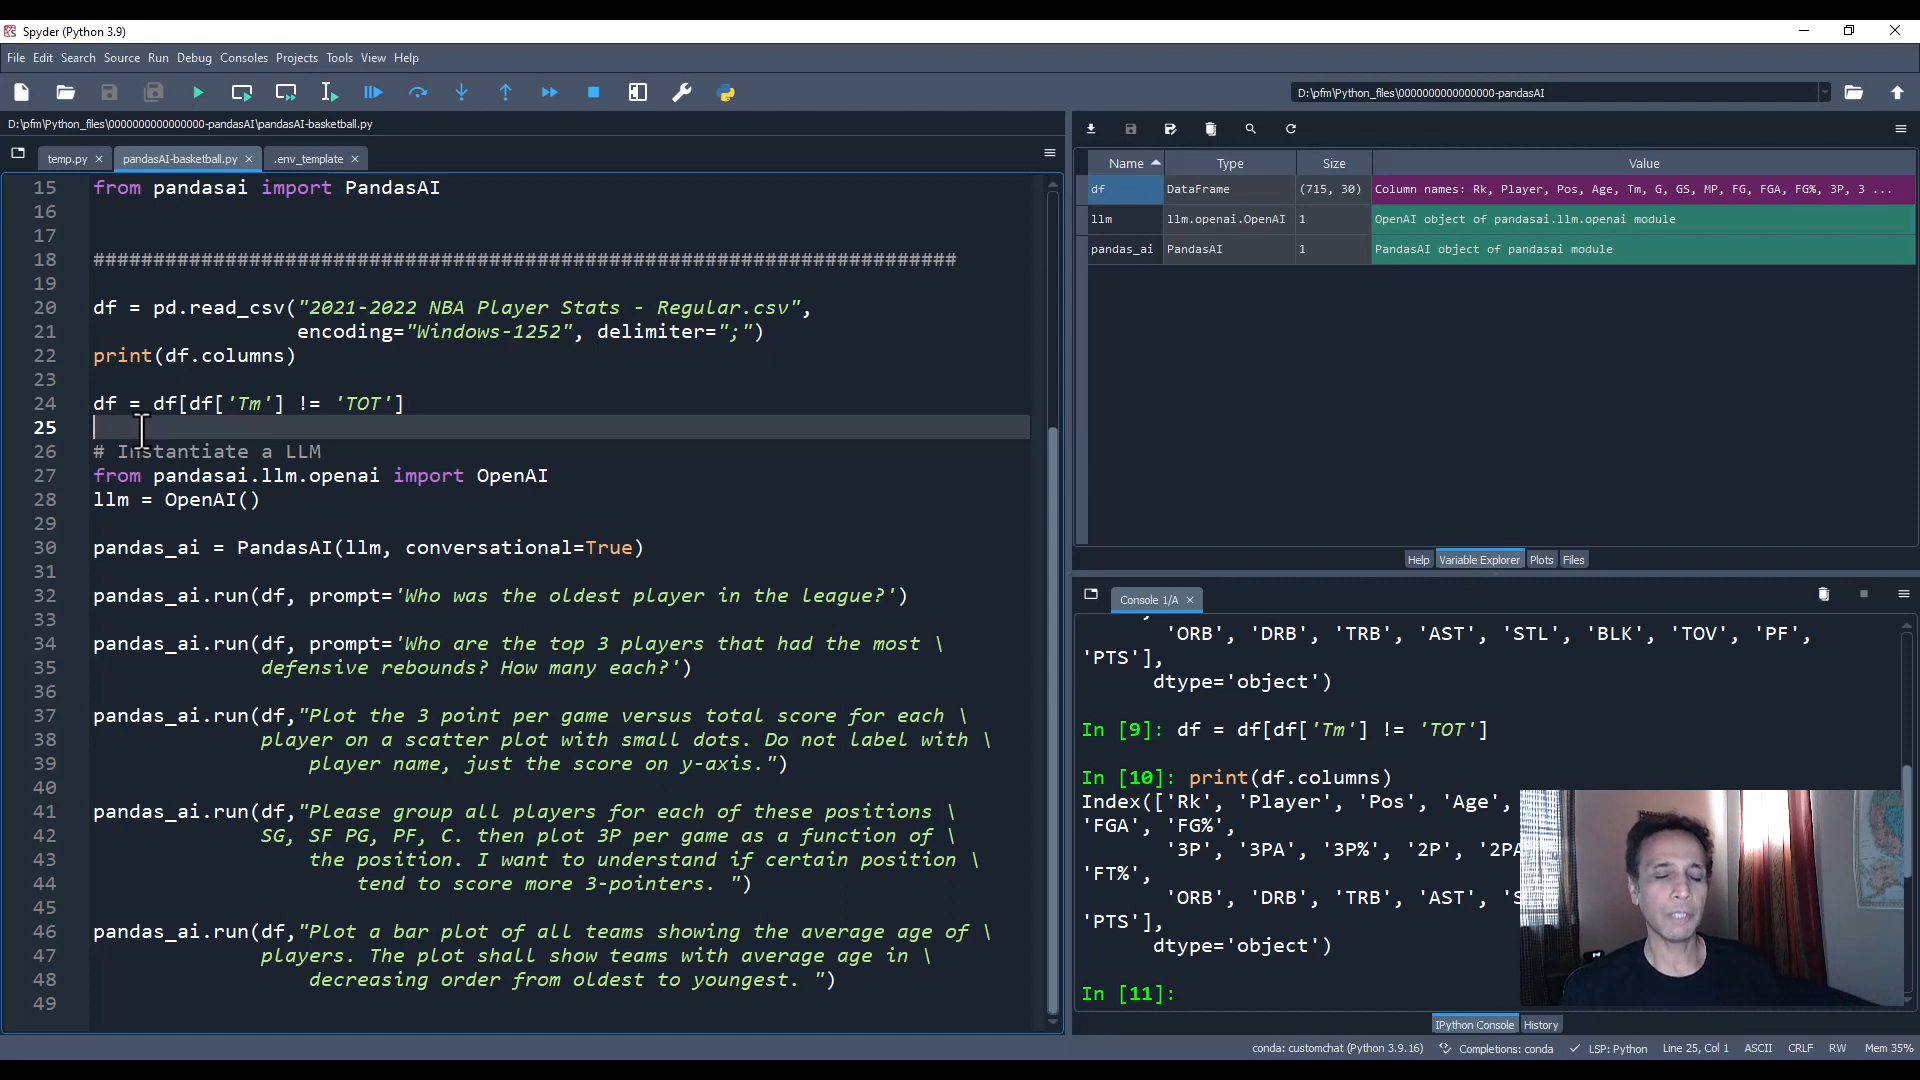 Spyder (Python 3.9)
File Edit Search Source Run Debug Consoles Projects Tools View Help
D:\pfm\Python_files\0000000000000000-pandasAI
D:\pfm\Python_files\0000000000000000-pandasAI\pandasAI-basketball.py
temp.py pandasAI-basketball.py .env_template
15 from pandasai import PandasAI
16
17
18 ########################################################################
19
20 df = pd.read_csv("2021-2022 NBA Player Stats - Regular.csv",
21 encoding="Windows-1252", delimiter=";")
22 print(df.columns)
23
24 df = df[df['Tm'] != 'TOT']
25
26 # Instantiate a LLM
27 from pandasai.llm.openai import OpenAI
28 llm = OpenAI()
29
30 pandas_ai = PandasAI(llm, conversational=True)
31
32 pandas_ai.run(df, prompt='Who was the oldest player in the league?')
33
34 pandas_ai.run(df, prompt='Who are the top 3 players that had the most \
35 defensive rebounds? How many each?')
36
37 pandas_ai.run(df,"Plot the 3 point per game versus total score for each \
38 player on a scatter plot with small dots. Do not label with \
39 player name, just the score on y-axis.")
40
41 pandas_ai.run(df,"Please group all players for each of these positions \
42 SG, SF PG, PF, C. then plot 3P per game as a function of \
43 the position. I want to understand if certain position \
44 tend to score more 3-pointers. ")
45
46 pandas_ai.run(df,"Plot a bar plot of all teams showing the average age of \
47 players. The plot shall show teams with average age in \
48 decreasing order from oldest to youngest. ")
49
Name Type Size Value
df DataFrame (715, 30) Column names: Rk, Player, Pos, Age, Tm, G, GS, MP, FG, FGA, FG%, 3P, 3 ...
llm llm.openai.OpenAI 1 OpenAI object of pandasai.llm.openai module
pandas_ai PandasAI 1 PandasAI object of pandasai module
Help Variable Explorer Plots Files
Console 1/A
'ORB', 'DRB', 'TRB', 'AST', 'STL', 'BLK', 'TOV', 'PF',
'PTS'],
dtype='object')
In [9]: df = df[df['Tm'] != 'TOT']
In [10]: print(df.columns)
Index(['Rk', 'Player', 'Pos', 'Age',
'FGA', 'FG%',
'3P', '3PA', '3P%', '2P', '2PA
'FT%',
'ORB', 'DRB', 'TRB', 'AST', 'S
'PTS'],
dtype='object')
In [11]:
IPython Console History
conda: customchat (Python 3.9.16) Completions: conda LSP: Python Line 25, Col 1 ASCII CRLF RW Mem 35%